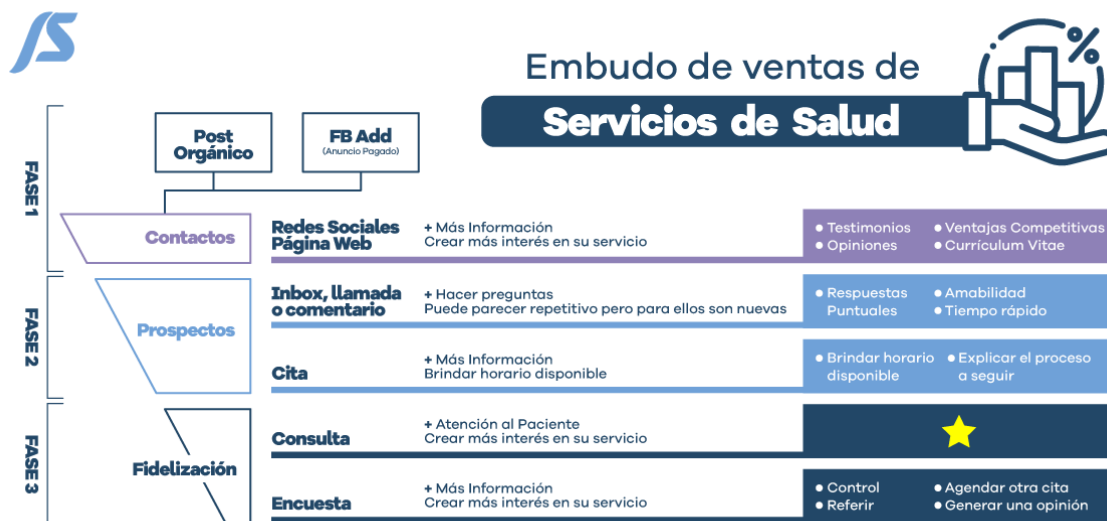 Embudo de ventas de
Servicios de Salud
%
FASE 1
Post
Orgánico
FB Add
(Anuncio Pagado)
Contactos
Redes Sociales
Página Web
+ Más Información
Crear más interés en su servicio
● Testimonios
● Opiniones
● Ventajas Competitivas
● Currículum Vitae
FASE 2
Prospectos
Inbox, llamada
o comentario
+ Hacer preguntas
Puede parecer repetitivo pero para ellos son nuevas
● Respuestas
Puntuales
● Amabilidad
● Tiempo rápido
Cita
+ Más Información
Brindar horario disponible
● Brindar horario
disponible
● Explicar el proceso
a seguir
FASE 3
Fidelización
Consulta
+ Atención al Paciente
Crear más interés en su servicio
Encuesta
+ Más Información
Crear más interés en su servicio
● Control
● Referir
● Agendar otra cita
● Generar una opinión